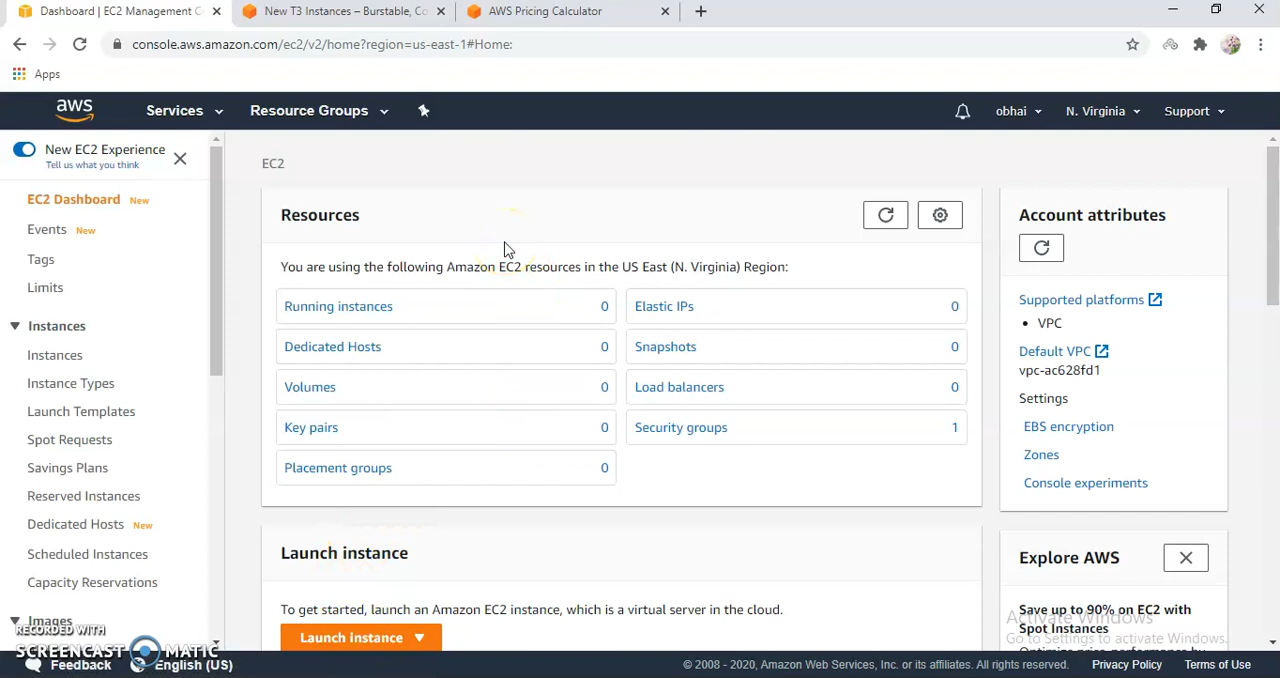 Dashboard | EC2 Management C
New T3 Instances – Burstable, Co
AWS Pricing Calculator
console.aws.amazon.com/ec2/v2/home?region=us-east-1#Home:
Apps
aws
Services
Resource Groups
obhai
N. Virginia
Support
New EC2 Experience
Tell us what you think
EC2 Dashboard New
Events New
Tags
Limits
Instances
Instances
Instance Types
Launch Templates
Spot Requests
Savings Plans
Reserved Instances
Dedicated Hosts New
Scheduled Instances
Capacity Reservations
Images
EC2
Resources
You are using the following Amazon EC2 resources in the US East (N. Virginia) Region:
Running instances 0
Elastic IPs 0
Dedicated Hosts 0
Snapshots 0
Volumes 0
Load balancers 0
Key pairs 0
Security groups 1
Placement groups 0
Launch instance
To get started, launch an Amazon EC2 instance, which is a virtual server in the cloud.
Launch instance
Account attributes
Supported platforms
• VPC
Default VPC
vpc-ac628fd1
Settings
EBS encryption
Zones
Console experiments
Explore AWS
Save up to 90% on EC2 with
Spot Instances
Optimize price-performance by
Activate Windows
Go to Settings to activate Windows.
RECORDED WITH
SCREENCAST MATIC
Feedback
English (US)
© 2008 - 2020, Amazon Web Services, Inc. or its affiliates. All rights reserved.
Privacy Policy
Terms of Use